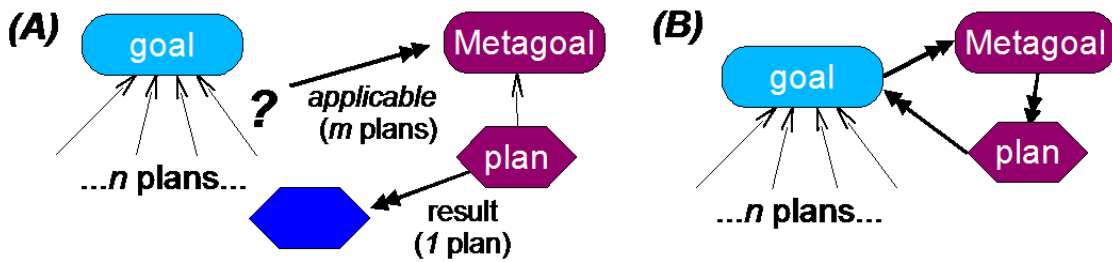 (A)
goal
?
applicable
(m plans)
Metagoal
plan
...n plans...
result
(1 plan)
(B)
goal
Metagoal
plan
...n plans...